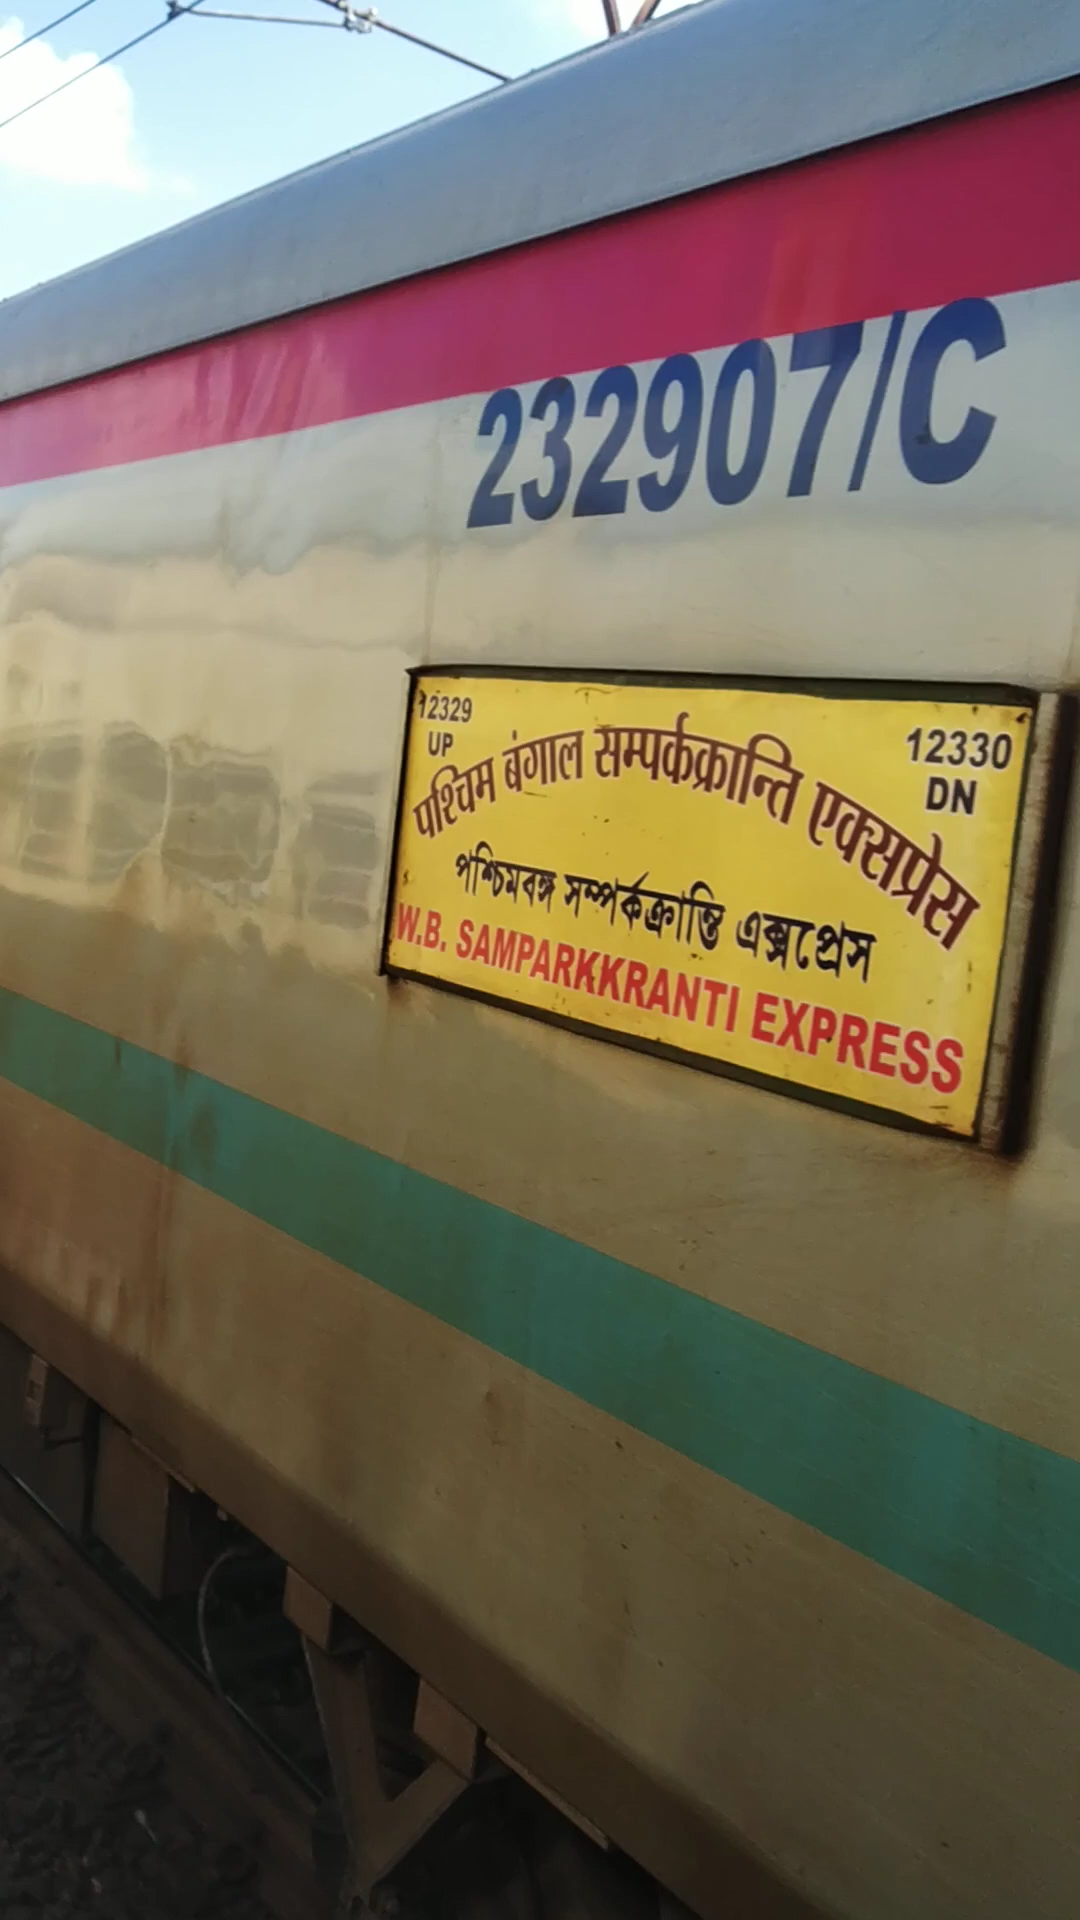 232907/C
12329
UP
12330
DN
पश्चिम बंगाल सम्पर्कक्रान्ति एक्सप्रेस
পশ্চিমবঙ্গ সম্পর্কক্রান্তি এক্সপ্রেস
W.B. SAMPARKKRANTI EXPRESS